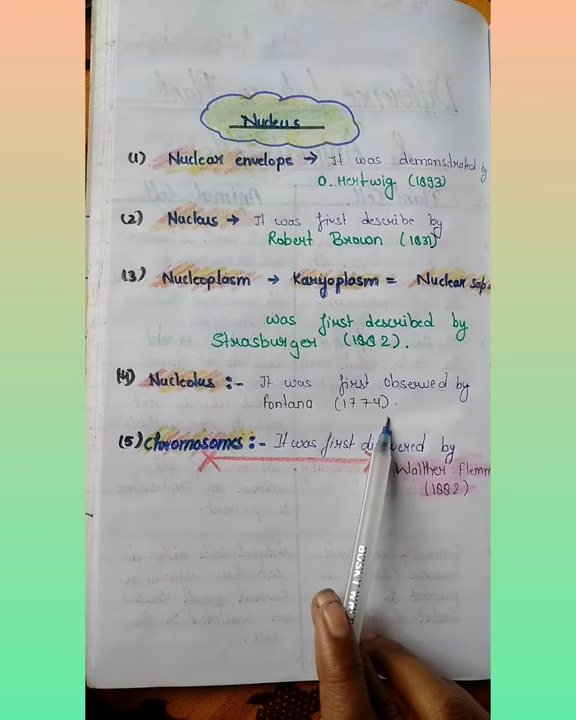 Nucleus
(1) Nuclear envelope → It was demonstrated by
O. Hertwig (1893)
(2) Nucleus → It was first describe by
Robert Brown (1831)
(3) Nucleoplasm → Karyoplasm = Nuclear sap.
was first described by
Strasburger (1882).
(4) Nucleolus :- It was first observed by
Fontana (1774).
(5) Chromosomes :- It was first by
Walther Flemm
(1882)